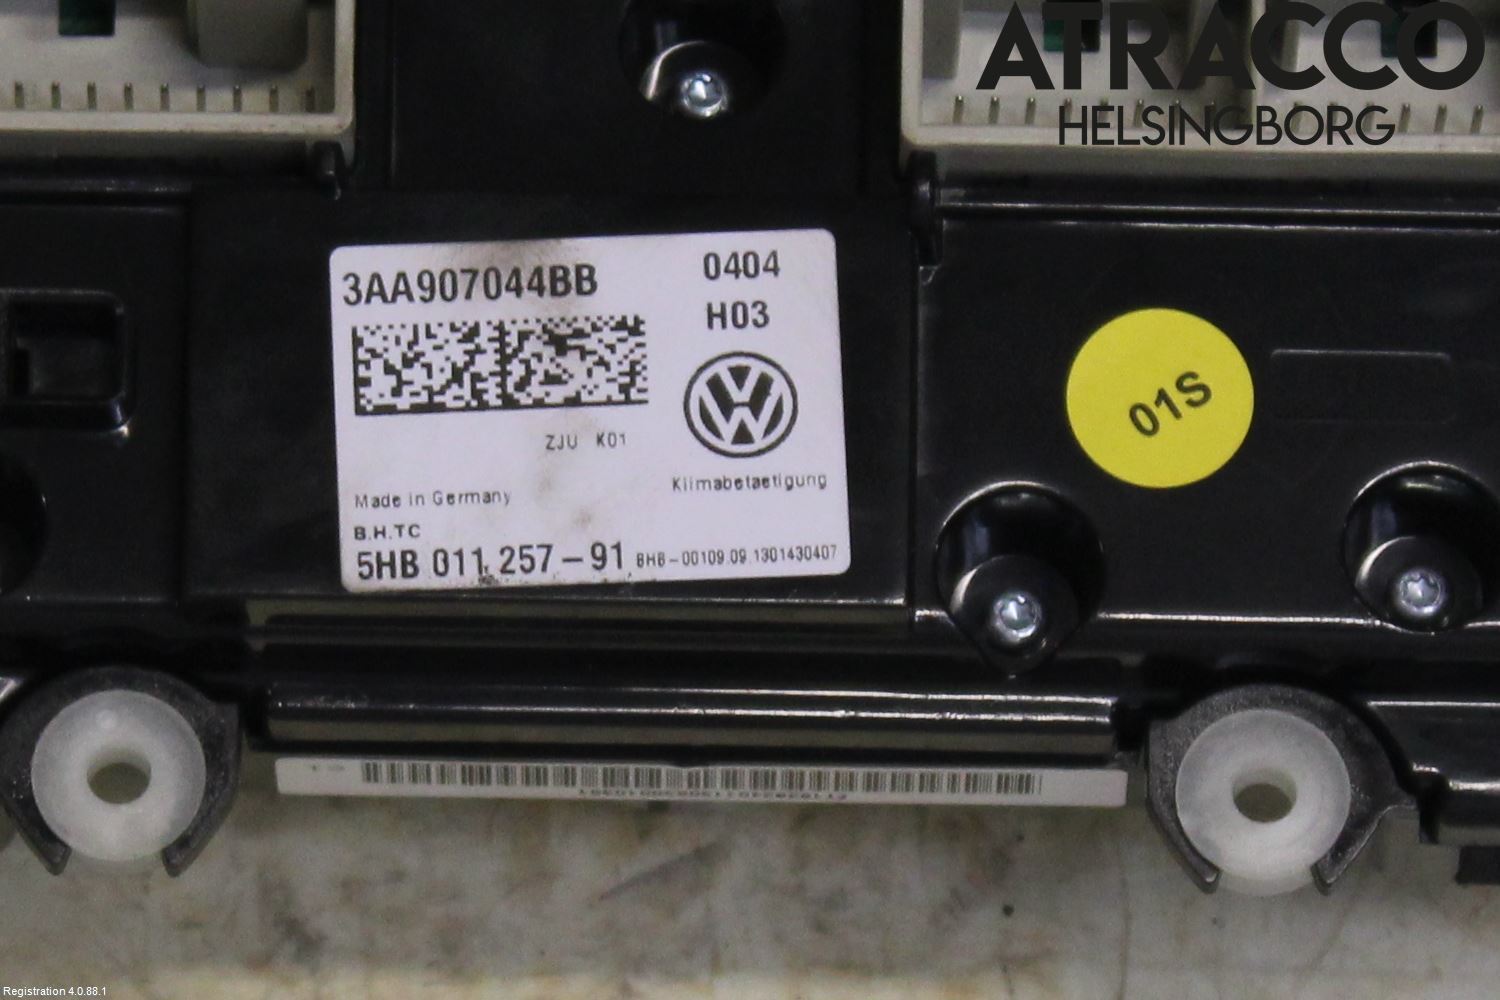 ATRACCO
HELSINGBORG
3AA907044BB
0404
H03
ZJU K01
Klimabetaetigung
Made in Germany
B.H.TC
5HB 011.257-91
BHB-00109.09.1301430407
01S
Registration 4.0.88.1